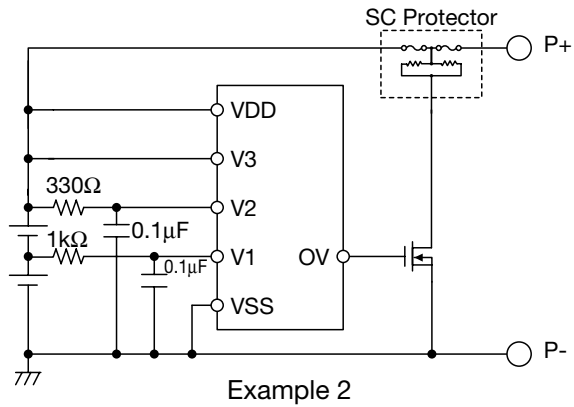 SC Protector
P+
VDD
V3
330Ω
V2
0.1μF
1kΩ
V1
0.1μF
OV
VSS
P-
Example 2